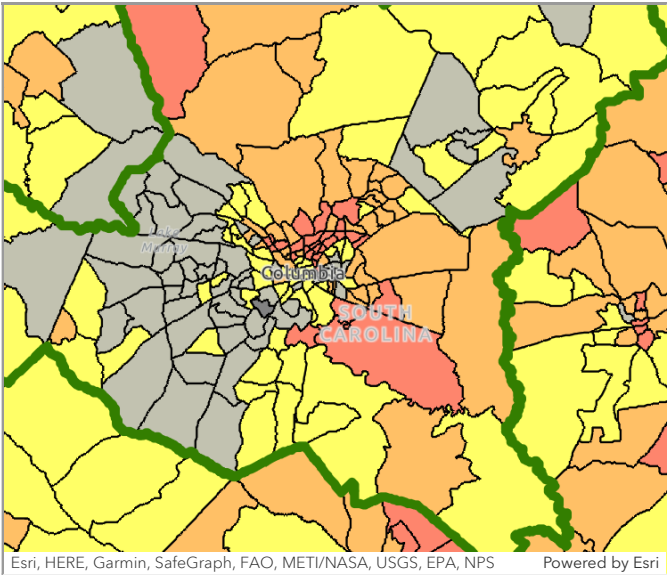 Lake
Murray
Columbia
SOUTH
CAROLINA
Esri, HERE, Garmin, SafeGraph, FAO, METI/NASA, USGS, EPA, NPS
Powered by Esri